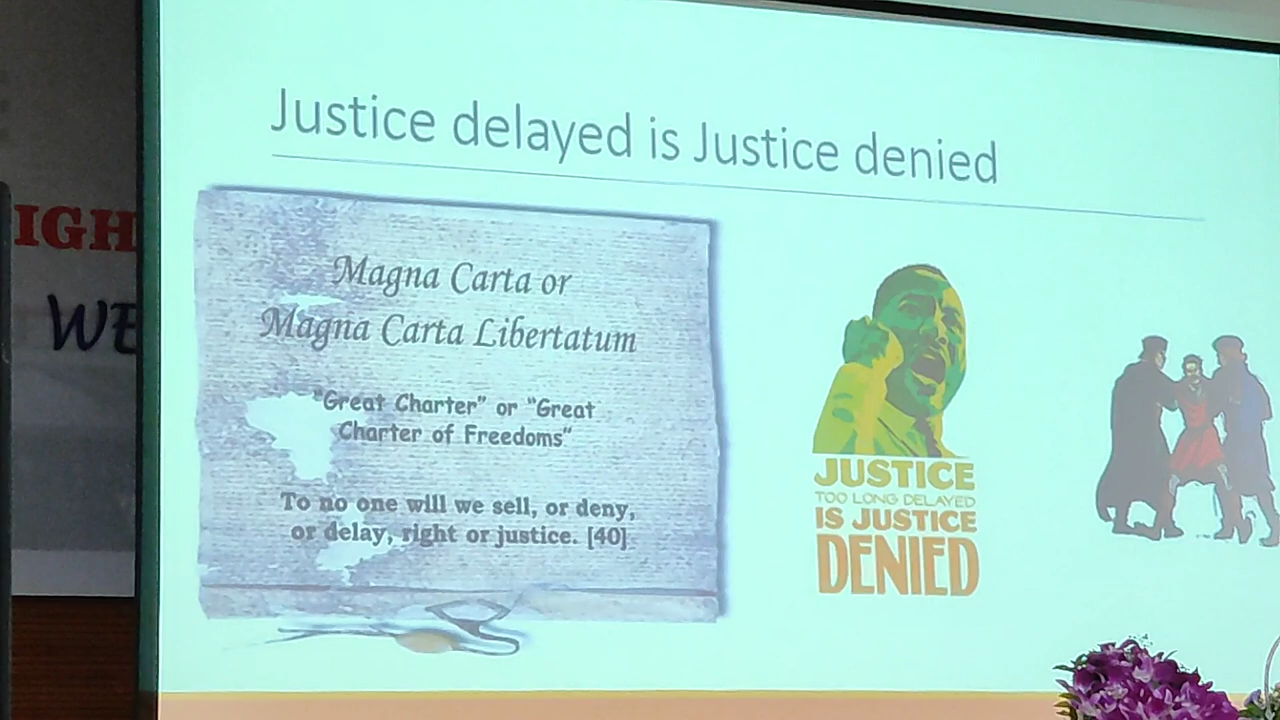 Justice delayed is Justice denied
Magna Carta or
Magna Carta Libertatum
"Great Charter" or "Great
Charter of Freedoms"
To no one will we sell, or deny,
or delay, right or justice. [40]
JUSTICE
TOO LONG DELAYED
IS JUSTICE
DENIED
IGH
WE